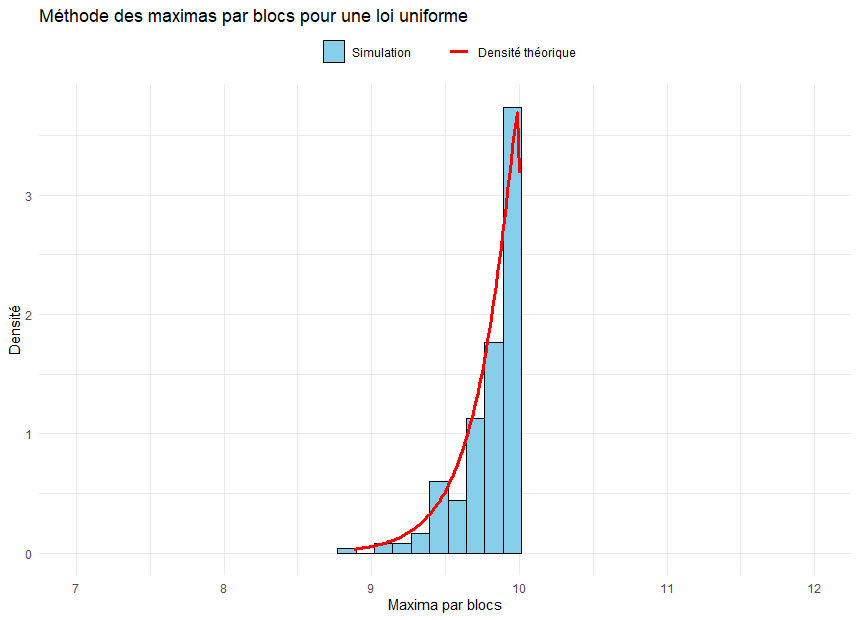 Méthode des maximas par blocs pour une loi uniforme
Simulation
Densité théorique
Densité
3
2
1
0
7 8 9 10 11 12
Maxima par blocs